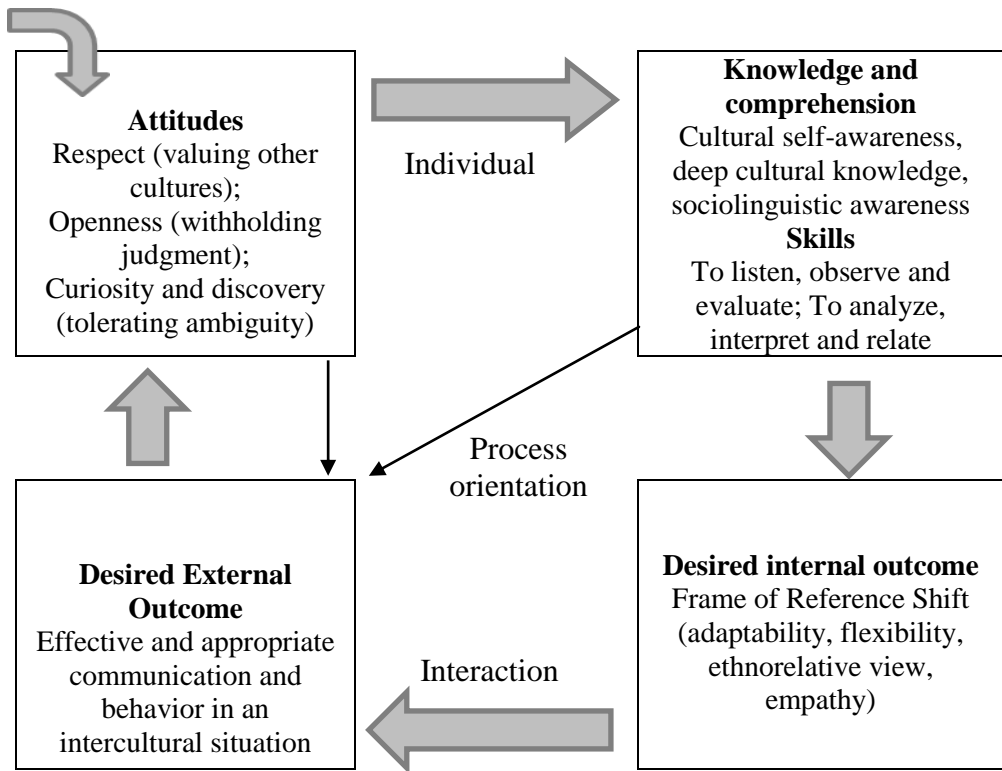 Attitudes
Respect (valuing other
cultures);
Openness (withholding
judgment);
Curiosity and discovery
(tolerating ambiguity)
Individual
Knowledge and
comprehension
Cultural self-awareness,
deep cultural knowledge,
sociolinguistic awareness
Skills
To listen, observe and
evaluate; To analyze,
interpret and relate
Process
orientation
Desired External
Outcome
Effective and appropriate
communication and
behavior in an
intercultural situation
Interaction
Desired internal outcome
Frame of Reference Shift
(adaptability, flexibility,
ethnorelative view,
empathy)